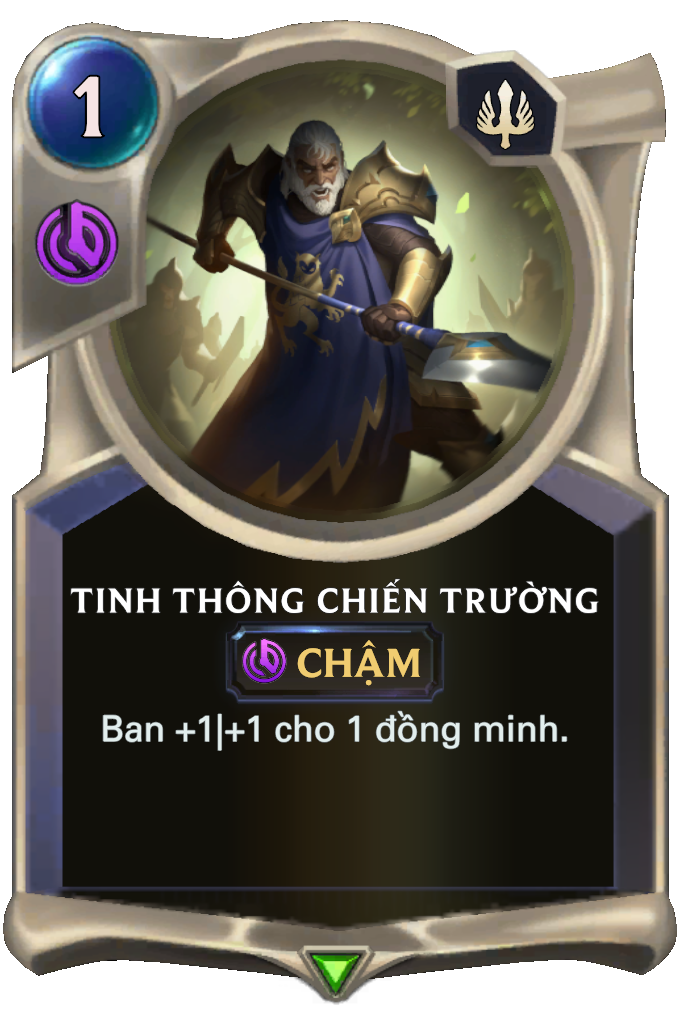 1
TINH THÔNG CHIẾN TRƯỜNG
CHẬM
Ban +1|+1 cho 1 đồng minh.